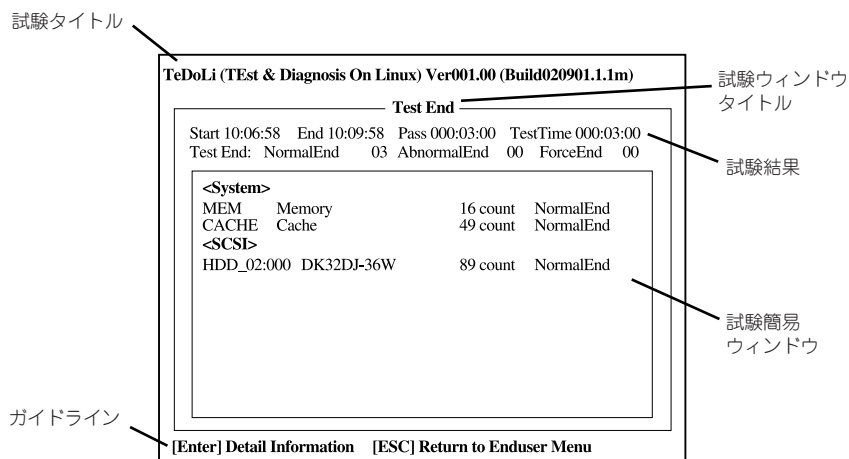 試験タイトル
TeDoLi (TEst & Diagnosis On Linux) Ver001.00 (Build020901.1.1m)
試験ウィンドウ
タイトル
Test End
Start 10:06:58 End 10:09:58 Pass 000:03:00 TestTime 000:03:00
Test End: NormalEnd 03 AbnormalEnd 00 ForceEnd 00
試験結果
<System>
MEM Memory 16 count NormalEnd
CACHE Cache 49 count NormalEnd
<SCSI>
HDD_02:000 DK32DJ-36W 89 count NormalEnd
試験簡易
ウィンドウ
ガイドライン
[Enter] Detail Information [ESC] Return to Enduser Menu